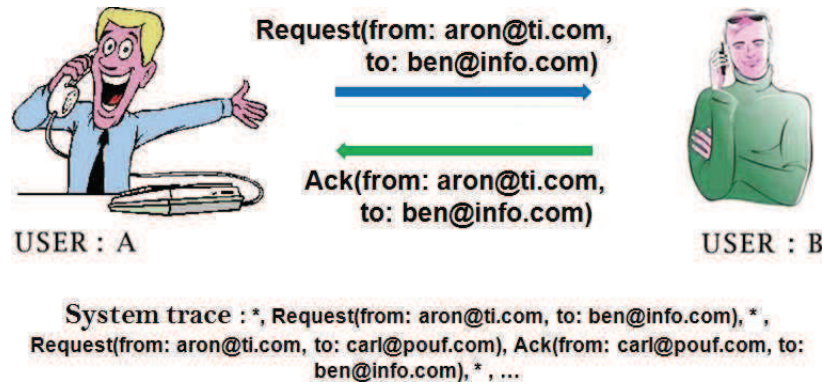 Request(from: aron@ti.com,
to: ben@info.com)
Ack(from: aron@ti.com,
to: ben@info.com)
USER : A
USER : B
System trace : *, Request(from: aron@ti.com, to: ben@info.com), * ,
Request(from: aron@ti.com, to: carl@pouf.com), Ack(from: carl@pouf.com, to:
ben@info.com), * , ...